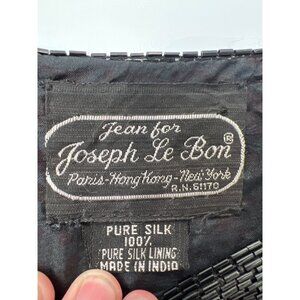 Jean for
Joseph Le Bon ®
Paris-Hong Kong-New York
R.N. 61170
PURE SILK
100%
PURE SILK LINING
MADE IN INDIA